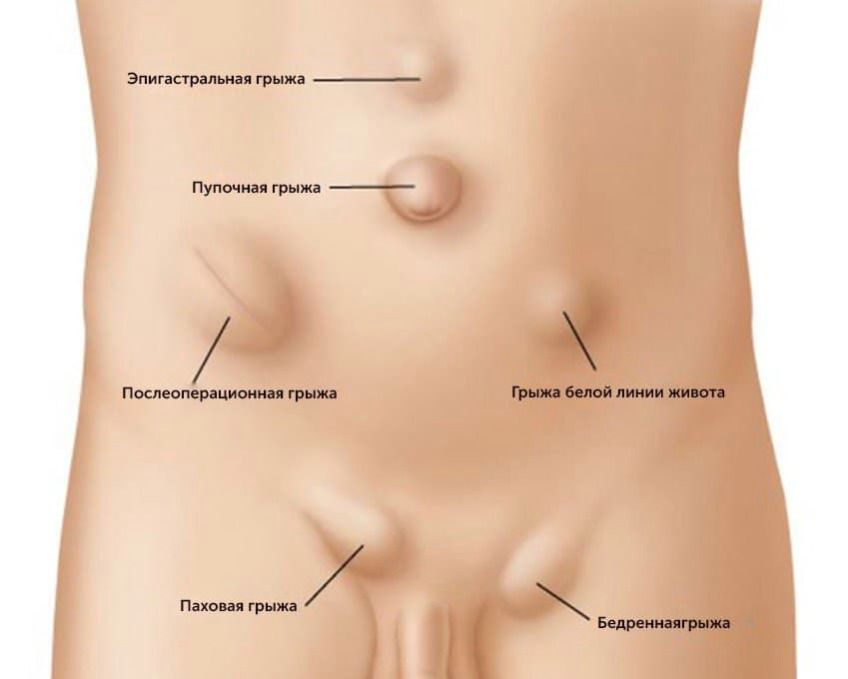 Эпигастральная грыжа
Пупочная грыжа
Послеоперационная грыжа
Грыжа белой линии живота
Паховая грыжа
Бедреннаягрыжа